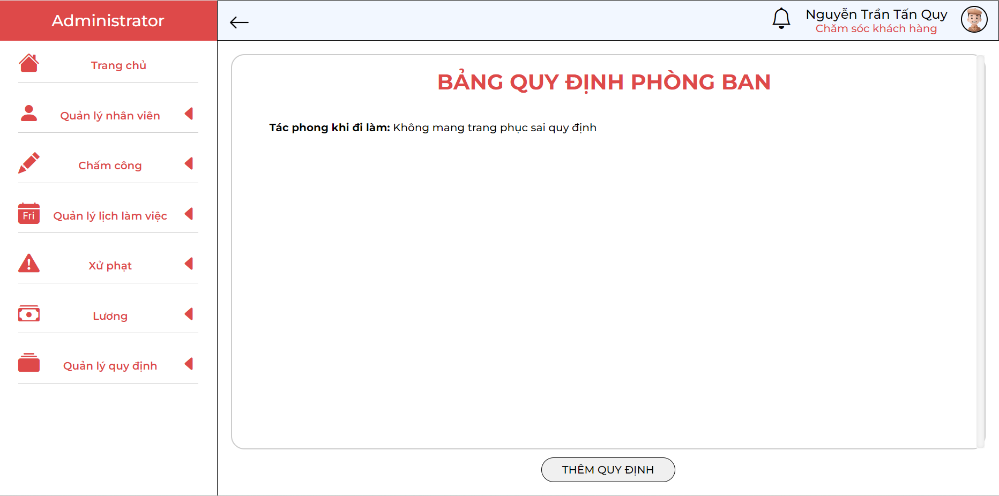 Administrator
Nguyễn Trần Tấn Quy
Chăm sóc khách hàng
Trang chủ
Quản lý nhân viên
Chấm công
Fri
Quản lý lịch làm việc
Xử phạt
Lương
Quản lý quy định
BẢNG QUY ĐỊNH PHÒNG BAN
Tác phong khi đi làm: Không mang trang phục sai quy định
THÊM QUY ĐỊNH